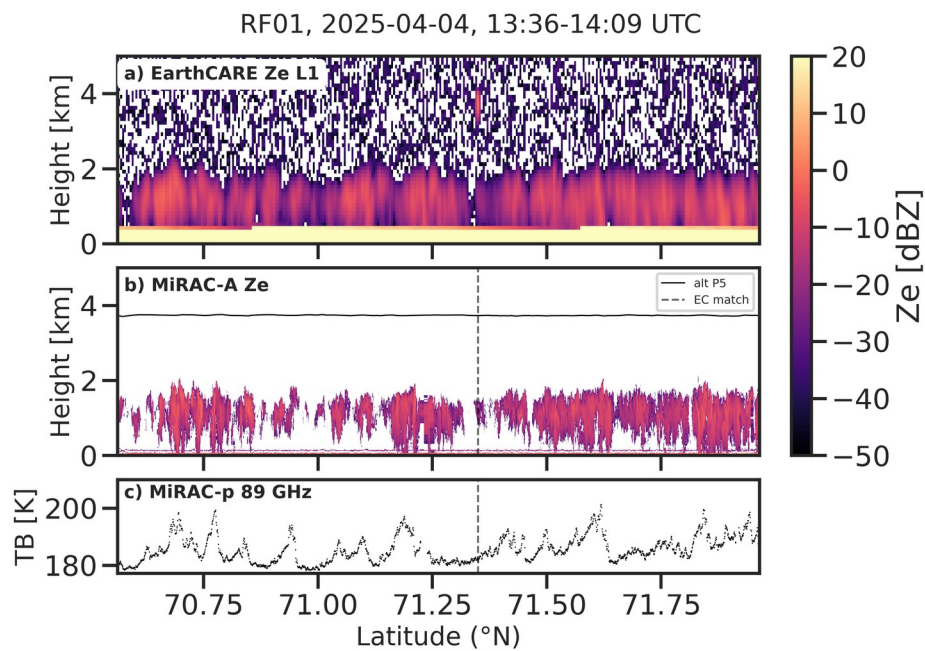 RF01, 2025-04-04, 13:36-14:09 UTC
a) EarthCARE Ze L1
Height [km]
4
2
0
b) MiRAC-A Ze
alt P5
EC match
Height [km]
4
2
0
c) MiRAC-p 89 GHz
TB [K]
200
180
70.75 71.00 71.25 71.50 71.75
Latitude (°N)
20
10
0
−10
−20
−30
−40
−50
Ze [dBZ]